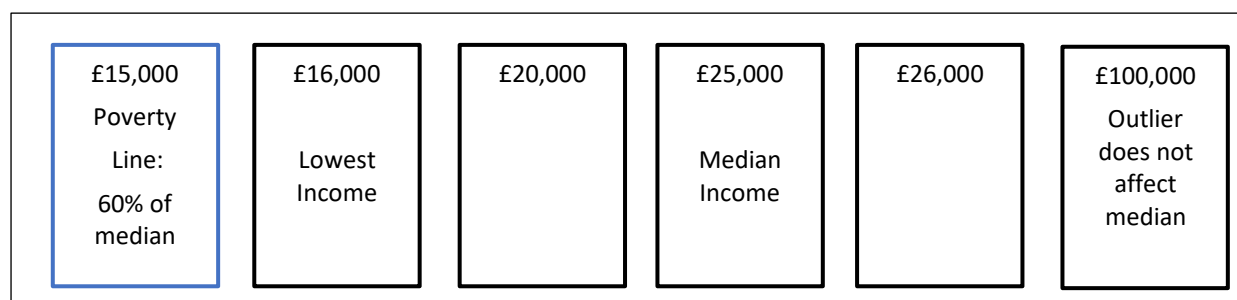 £15,000
Poverty
Line:
60% of
median
£16,000
Lowest
Income
£20,000
£25,000
Median
Income
£26,000
£100,000
Outlier
does not
affect
median